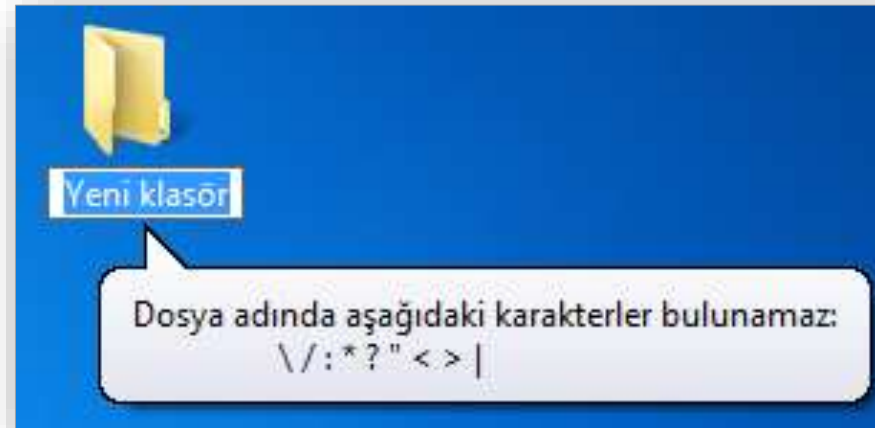 Yeni klasör
Dosya adında aşağıdaki karakterler bulunamaz:
\ / : * ? " < > |